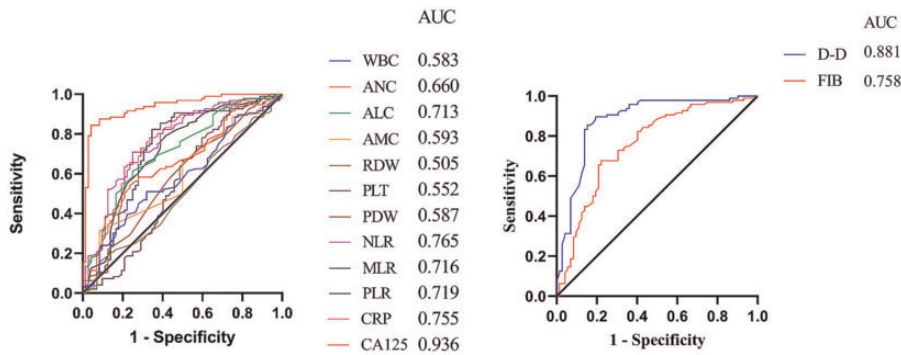 AUC
WBC 0.583
ANC 0.660
ALC 0.713
AMC 0.593
RDW 0.505
PLT 0.552
PDW 0.587
NLR 0.765
MLR 0.716
PLR 0.719
CRP 0.755
CA125 0.936
Sensitivity
1.0
0.8
0.6
0.4
0.2
0.0
0.0 0.2 0.4 0.6 0.8 1.0
1 - Specificity
AUC
D-D 0.881
FIB 0.758
Sensitivity
1.0
0.8
0.6
0.4
0.2
0.0
0.0 0.2 0.4 0.6 0.8 1.0
1 - Specificity